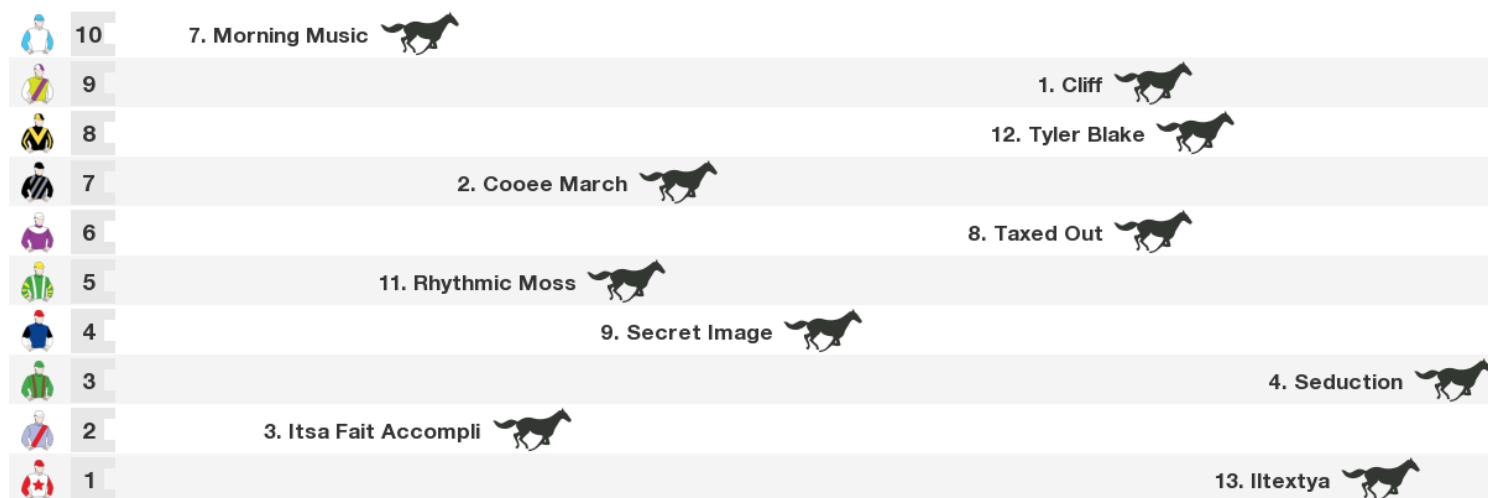 10 7. Morning Music
9 1. Cliff
8 12. Tyler Blake
7 2. Cooee March
6 8. Taxed Out
5 11. Rhythmic Moss
4 9. Secret Image
3 4. Seduction
2 3. Itsa Fait Accompli
1 13. Iltextya